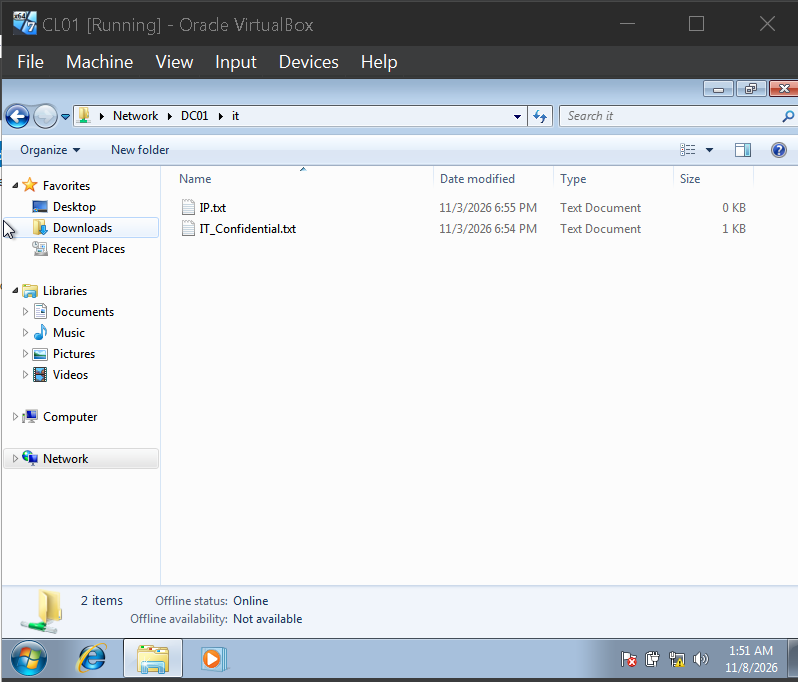 CL01 [Running] - Oracle VirtualBox
File Machine View Input Devices Help
Network DC01 it
Search it
Organize New folder
Favorites
Desktop
Downloads
Recent Places
Libraries
Documents
Music
Pictures
Videos
Computer
Network
Name Date modified Type Size
IP.txt 11/3/2026 6:55 PM Text Document 0 KB
IT_Confidential.txt 11/3/2026 6:54 PM Text Document 1 KB
2 items Offline status: Online
Offline availability: Not available
1:51 AM
11/8/2026